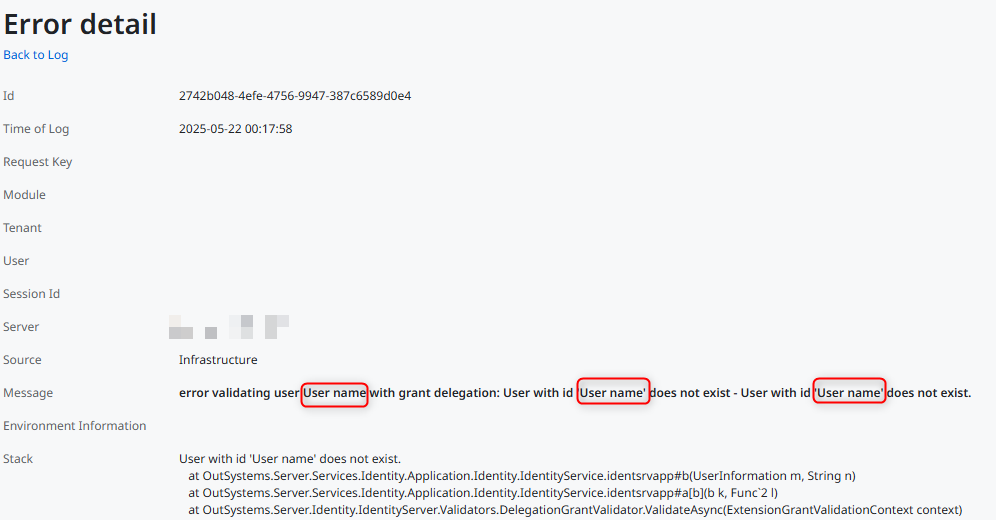 Error detail
Back to Log
Id 2742b048-4efe-4756-9947-387c6589d0e4
Time of Log 2025-05-22 00:17:58
Request Key
Module
Tenant
User
Session Id
Server
Source Infrastructure
Message error validating user User name with grant delegation: User with id 'User name' does not exist - User with id 'User name' does not exist.
Environment Information
Stack User with id 'User name' does not exist.
at OutSystems.Server.Services.Identity.Application.Identity.IdentityService.identsrvapp#b(UserInformation m, String n)
at OutSystems.Server.Services.Identity.Application.Identity.IdentityService.identsrvapp#a[b](b k, Func`2 l)
at OutSystems.Server.Identity.IdentityServer.Validators.DelegationGrantValidator.ValidateAsync(ExtensionGrantValidationContext context)